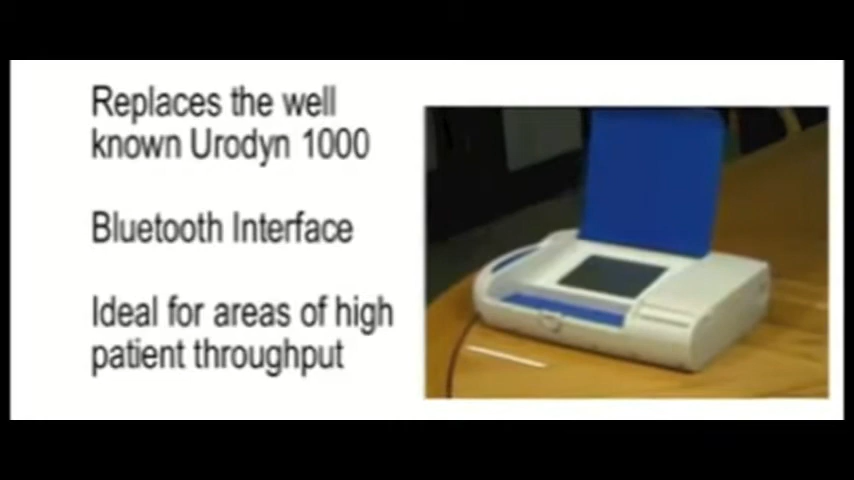 Replaces the well
known Urodyn 1000
Bluetooth Interface
Ideal for areas of high
patient throughput